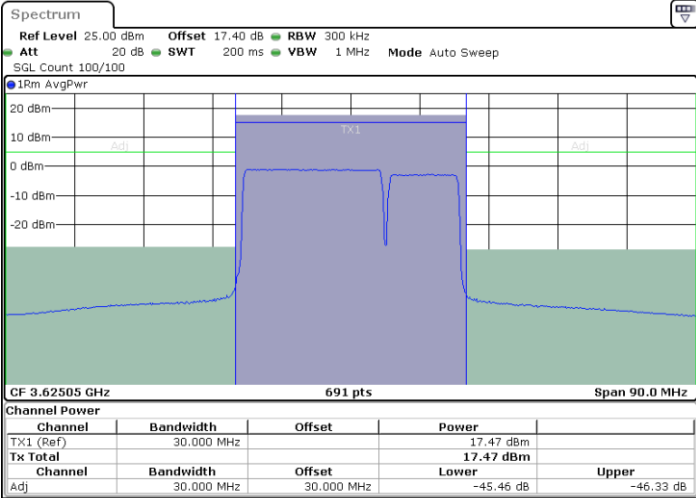 Spectrum
Ref Level 25.00 dBm Offset 17.40 dB RBW 300 kHz
Att 20 dB SWT 200 ms VBW 1 MHz Mode Auto Sweep
SGL Count 100/100
1Rm AvgPwr
20 dBm
TX1
10 dBm
Adj Adj
0 dBm
-10 dBm
-20 dBm
CF 3.62505 GHz 691 pts Span 90.0 MHz
Channel Power
Channel Bandwidth Offset Power
TX1 (Ref) 30.000 MHz 17.47 dBm
Tx Total 17.47 dBm
Channel Bandwidth Offset Lower Upper
Adj 30.000 MHz 30.000 MHz -45.46 dB -46.33 dB